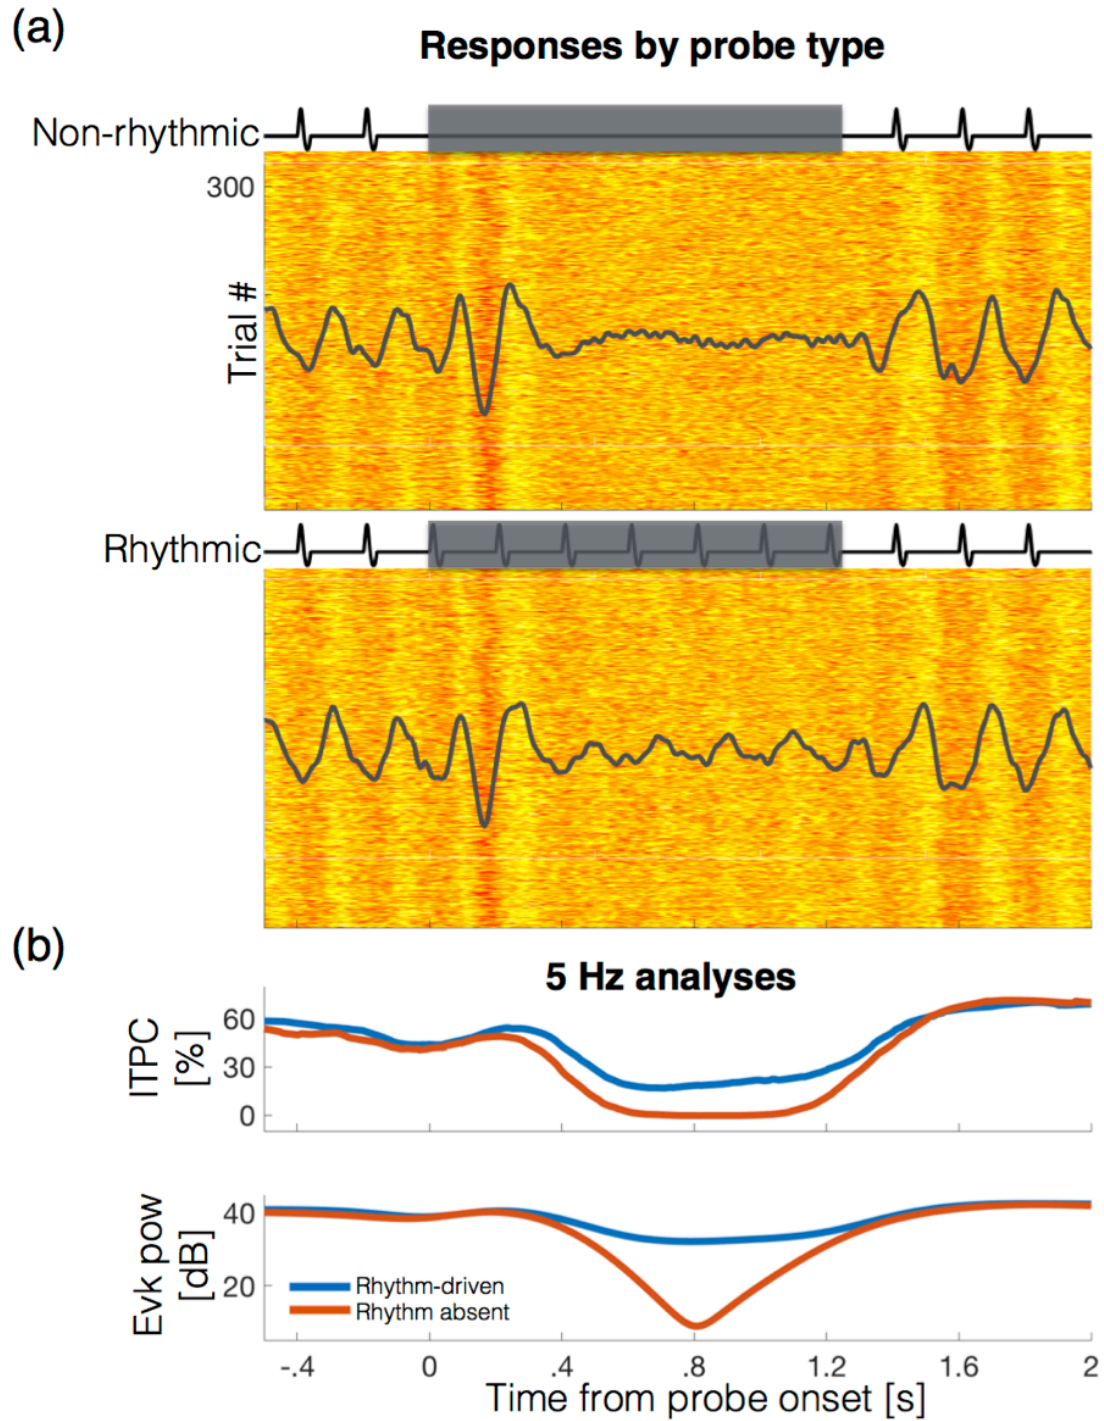 (a)
Responses by probe type
Non-rhythmic
300
Trial #
Rhythmic
(b)
5 Hz analyses
ITPC
[%]
60
30
0
Evk pow
[dB]
40
20
Rhythm-driven
Rhythm absent
-.4 0 .4 .8 1.2 1.6 2
Time from probe onset [s]